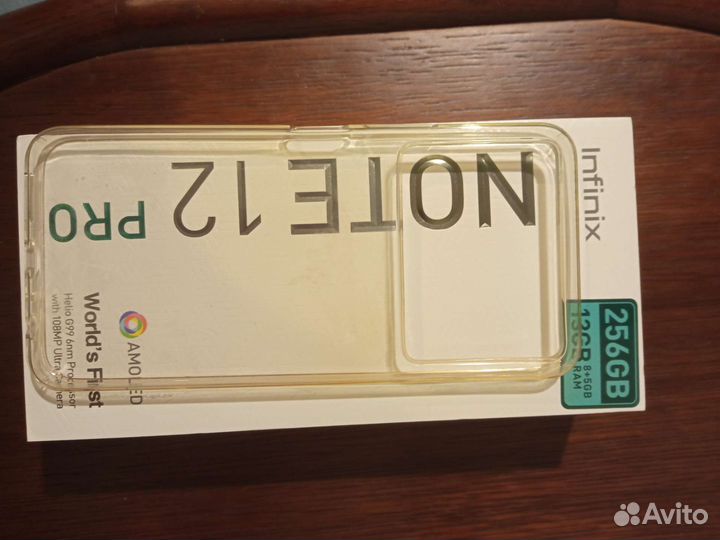 Infinix
NOTE 12
PRO
256GB
13GB
8+5GB
RAM
AMOLED
World's First
Helio G99 6nm Processor
with 108MP Ultra Camera
Avito